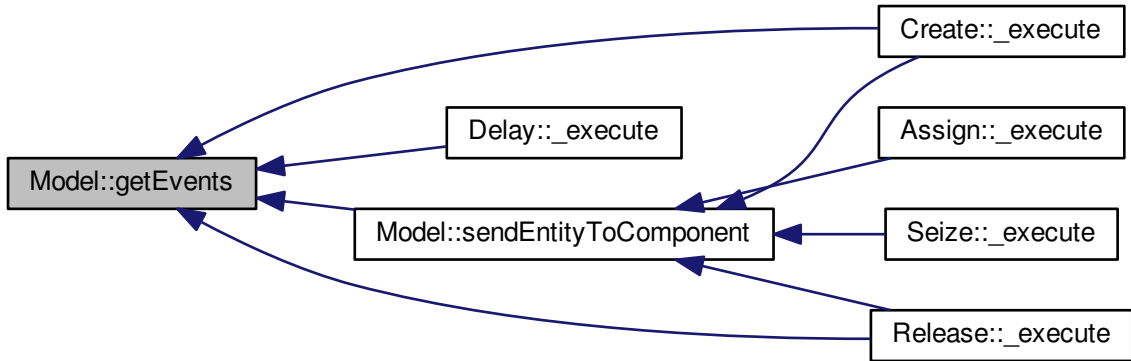 Model::getEvents
Create::_execute
Delay::_execute
Model::sendEntityToComponent
Assign::_execute
Seize::_execute
Release::_execute